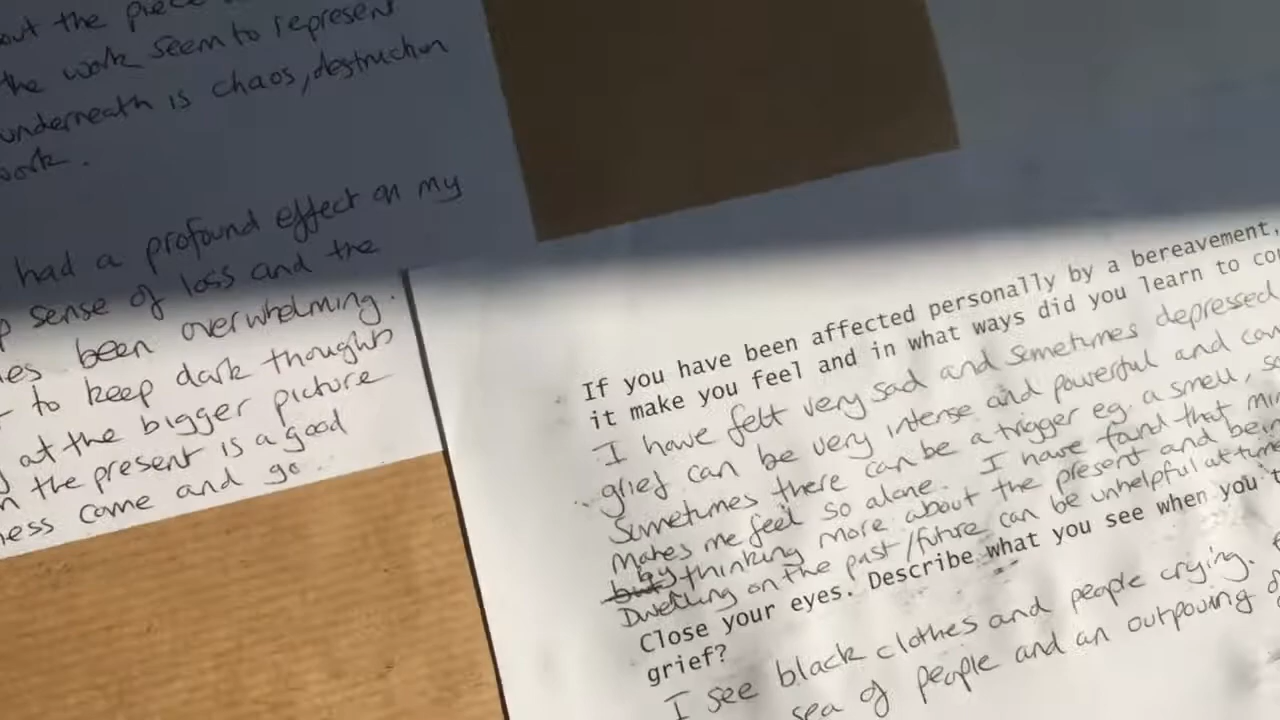 out the piece
the work seem to represent
underneath is chaos, destruction
work.
had a profound effect on my
sense of loss and the
been overwhelming.
to keep dark thoughts
at the bigger picture
the present is a good
come and go.
If you have been affected personally by a bereavement,
it make you feel and in what ways did you learn to
I have felt very sad and sometimes depressed
grief can be very intense and powerful and
Sometimes there can be a trigger eg. a smell,
makes me feel so alone. I have found that
by thinking more about the present and
Dwelling on the past/future can be unhelpful at
Close your eyes. Describe what you see when you
grief?
I see black clothes and people crying.
sea of people and an outpouring